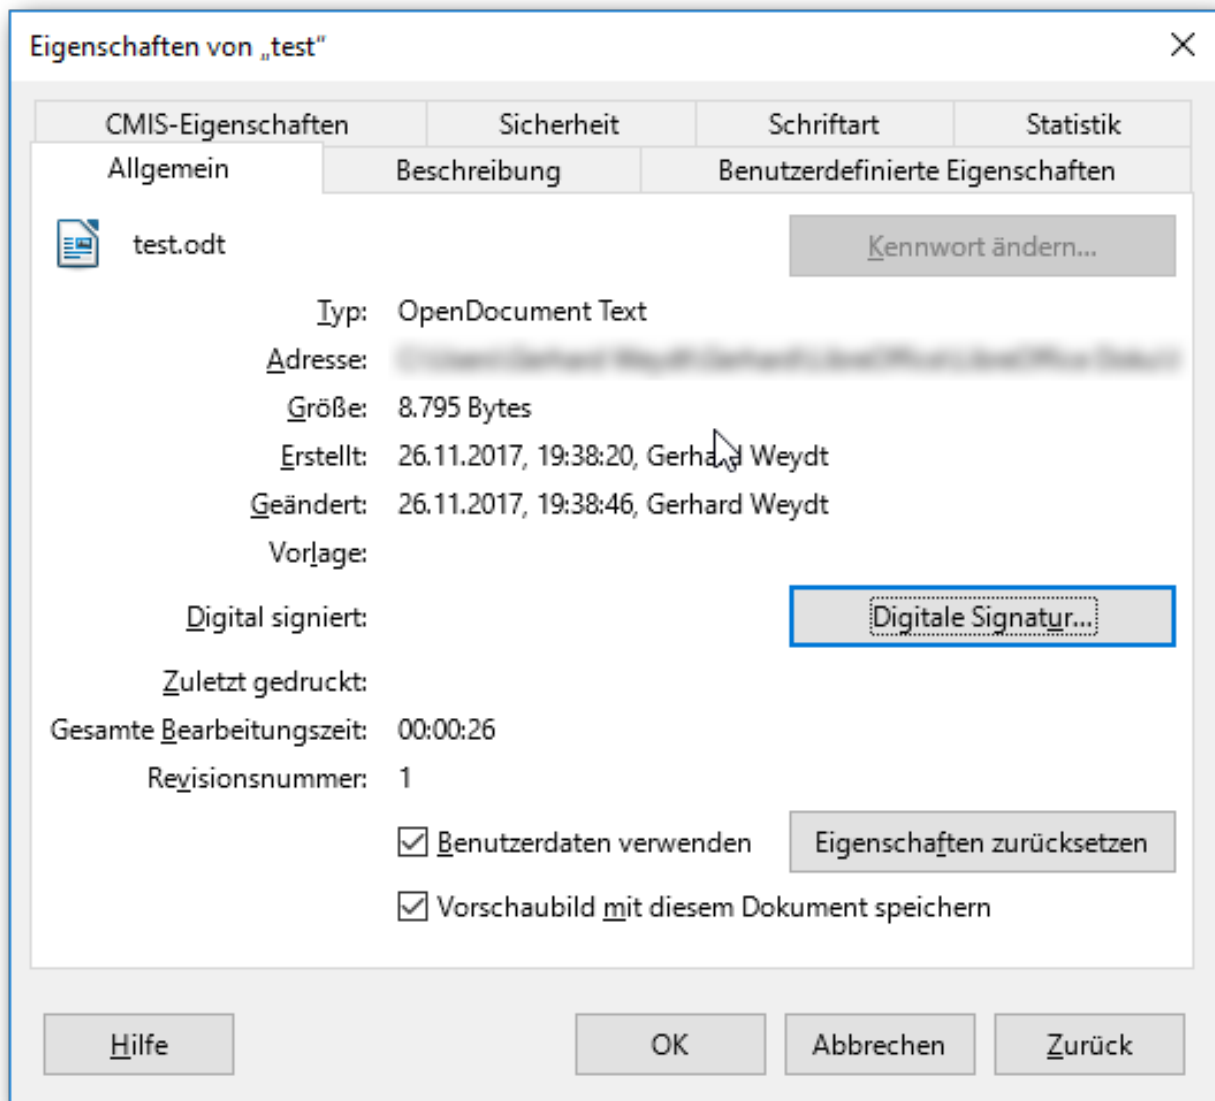 Eigenschaften von „test“
CMIS-Eigenschaften Sicherheit Schriftart Statistik
Allgemein Beschreibung Benutzerdefinierte Eigenschaften
test.odt Kennwort ändern...
Typ: OpenDocument Text
Adresse:
Größe: 8.795 Bytes
Erstellt: 26.11.2017, 19:38:20, Gerhard Weydt
Geändert: 26.11.2017, 19:38:46, Gerhard Weydt
Vorlage:
Digital signiert: Digitale Signatur...
Zuletzt gedruckt:
Gesamte Bearbeitungszeit: 00:00:26
Revisionsnummer: 1
Benutzerdaten verwenden Eigenschaften zurücksetzen
Vorschaubild mit diesem Dokument speichern
Hilfe OK Abbrechen Zurück